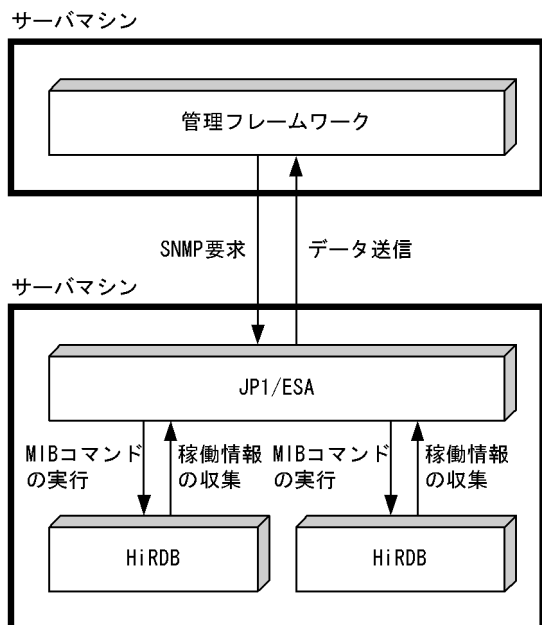 サーバマシン
管理フレームワーク
SNMP要求
データ送信
サーバマシン
JP1/ESA
MIBコマンド
の実行
稼働情報
の収集
MIBコマンド
の実行
稼働情報
の収集
HiRDB
HiRDB